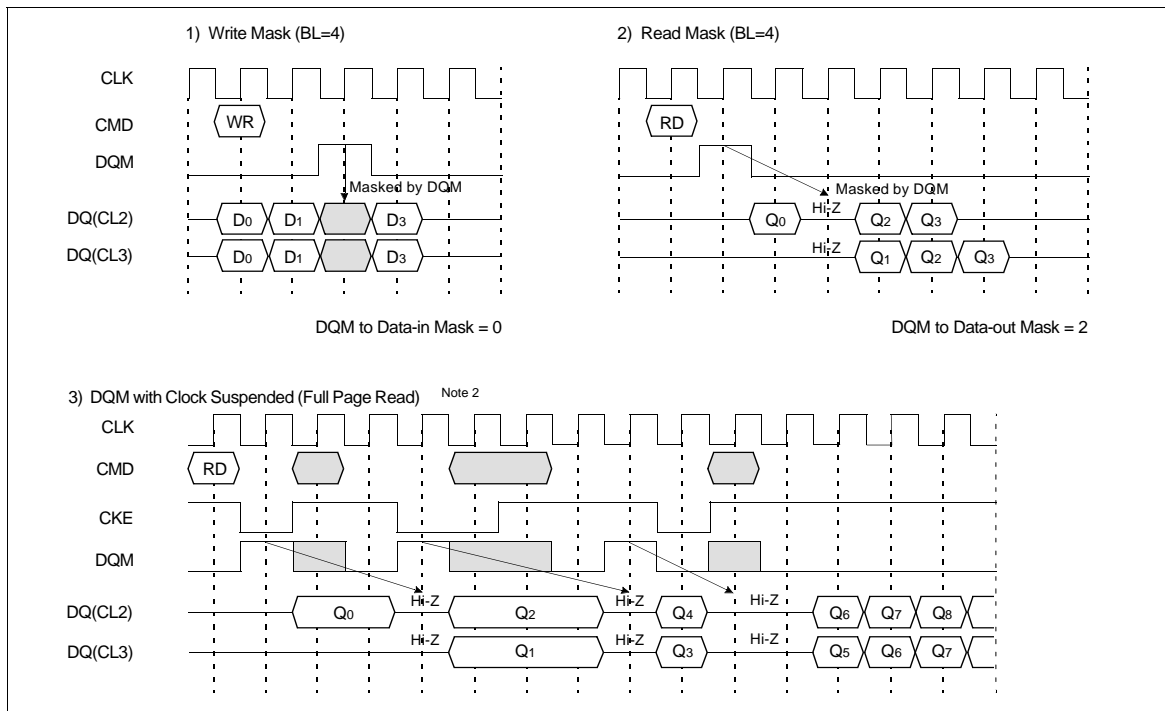 1) Write Mask (BL=4)
2) Read Mask (BL=4)
CLK
CMD
WR
RD
DQM
Masked by DQM
Masked by DQM
DQ(CL2)
D0 D1 D3
Hi-Z
Q0 Q2 Q3
DQ(CL3)
D0 D1 D3
Hi-Z
Q1 Q2 Q3
DQM to Data-in Mask = 0
DQM to Data-out Mask = 2
3) DQM with Clock Suspended (Full Page Read) Note 2
CLK
CMD
RD
CKE
DQM
DQ(CL2)
Q0 Hi-Z Q2 Hi-Z Q4 Hi-Z Q6 Q7 Q8
DQ(CL3)
Hi-Z Q1 Hi-Z Q3 Hi-Z Q5 Q6 Q7